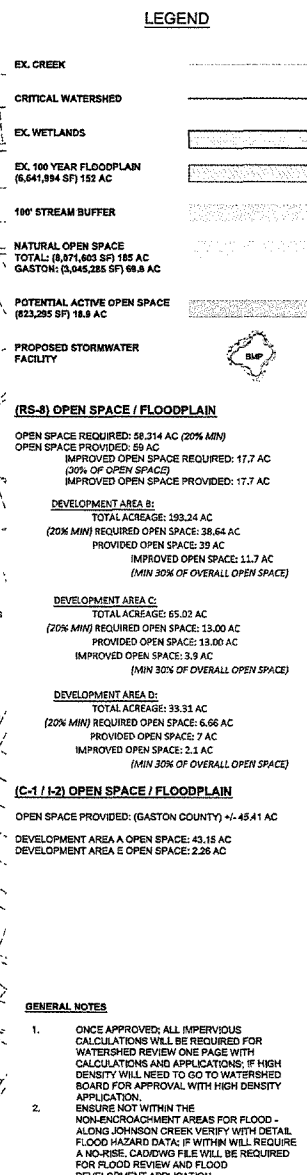 LEGEND
EX. CREEK
CRITICAL WATERSHED
EX. WETLANDS
EX. 100 YEAR FLOODPLAIN
(6,641,994 SF) 152 AC
100' STREAM BUFFER
NATURAL OPEN SPACE
TOTAL: (8,071,603 SF) 185 AC
GASTON: (3,045,285 SF) 69.9 AC
POTENTIAL ACTIVE OPEN SPACE
(823,295 SF) 18.9 AC
PROPOSED STORMWATER
FACILITY
BMP
(RS-8) OPEN SPACE / FLOODPLAIN
OPEN SPACE REQUIRED: 58.314 AC (20% MIN)
OPEN SPACE PROVIDED: 59 AC
IMPROVED OPEN SPACE REQUIRED: 17.7 AC
(30% OF OPEN SPACE)
IMPROVED OPEN SPACE PROVIDED: 17.7 AC
DEVELOPMENT AREA B:
TOTAL ACREAGE: 193.24 AC
(20% MIN) REQUIRED OPEN SPACE: 38.64 AC
PROVIDED OPEN SPACE: 39 AC
IMPROVED OPEN SPACE: 11.7 AC
(MIN 30% OF OVERALL OPEN SPACE)
DEVELOPMENT AREA C:
TOTAL ACREAGE: 65.02 AC
(20% MIN) REQUIRED OPEN SPACE: 13.00 AC
PROVIDED OPEN SPACE: 13.00 AC
IMPROVED OPEN SPACE: 3.9 AC
(MIN 30% OF OVERALL OPEN SPACE)
DEVELOPMENT AREA D:
TOTAL ACREAGE: 33.31 AC
(20% MIN) REQUIRED OPEN SPACE: 6.66 AC
PROVIDED OPEN SPACE: 7 AC
IMPROVED OPEN SPACE: 2.1 AC
(MIN 30% OF OVERALL OPEN SPACE)
(C-1 / I-2) OPEN SPACE / FLOODPLAIN
OPEN SPACE PROVIDED: (GASTON COUNTY) +/- 45.41 AC
DEVELOPMENT AREA A OPEN SPACE: 43.15 AC
DEVELOPMENT AREA E OPEN SPACE: 2.26 AC
GENERAL NOTES
1. ONCE APPROVED; ALL IMPERVIOUS
CALCULATIONS WILL BE REQUIRED FOR
WATERSHED REVIEW ONE PAGE WITH
CALCULATIONS AND APPLICATIONS; IF HIGH
DENSITY WILL NEED TO GO TO WATERSHED
BOARD FOR APPROVAL WITH HIGH DENSITY
APPLICATION.
2. ENSURE NOT WITHIN THE
NON-ENCROACHMENT AREAS FOR FLOOD -
ALONG JOHNSON CREEK VERIFY WITH DETAIL
FLOOD HAZARD DATA; IF WITHIN WILL REQUIRE
A NO-RISE. CAD/DWG FILE WILL BE REQUIRED
FOR FLOOD REVIEW AND FLOOD
DEVELOPMENT APPLICATION